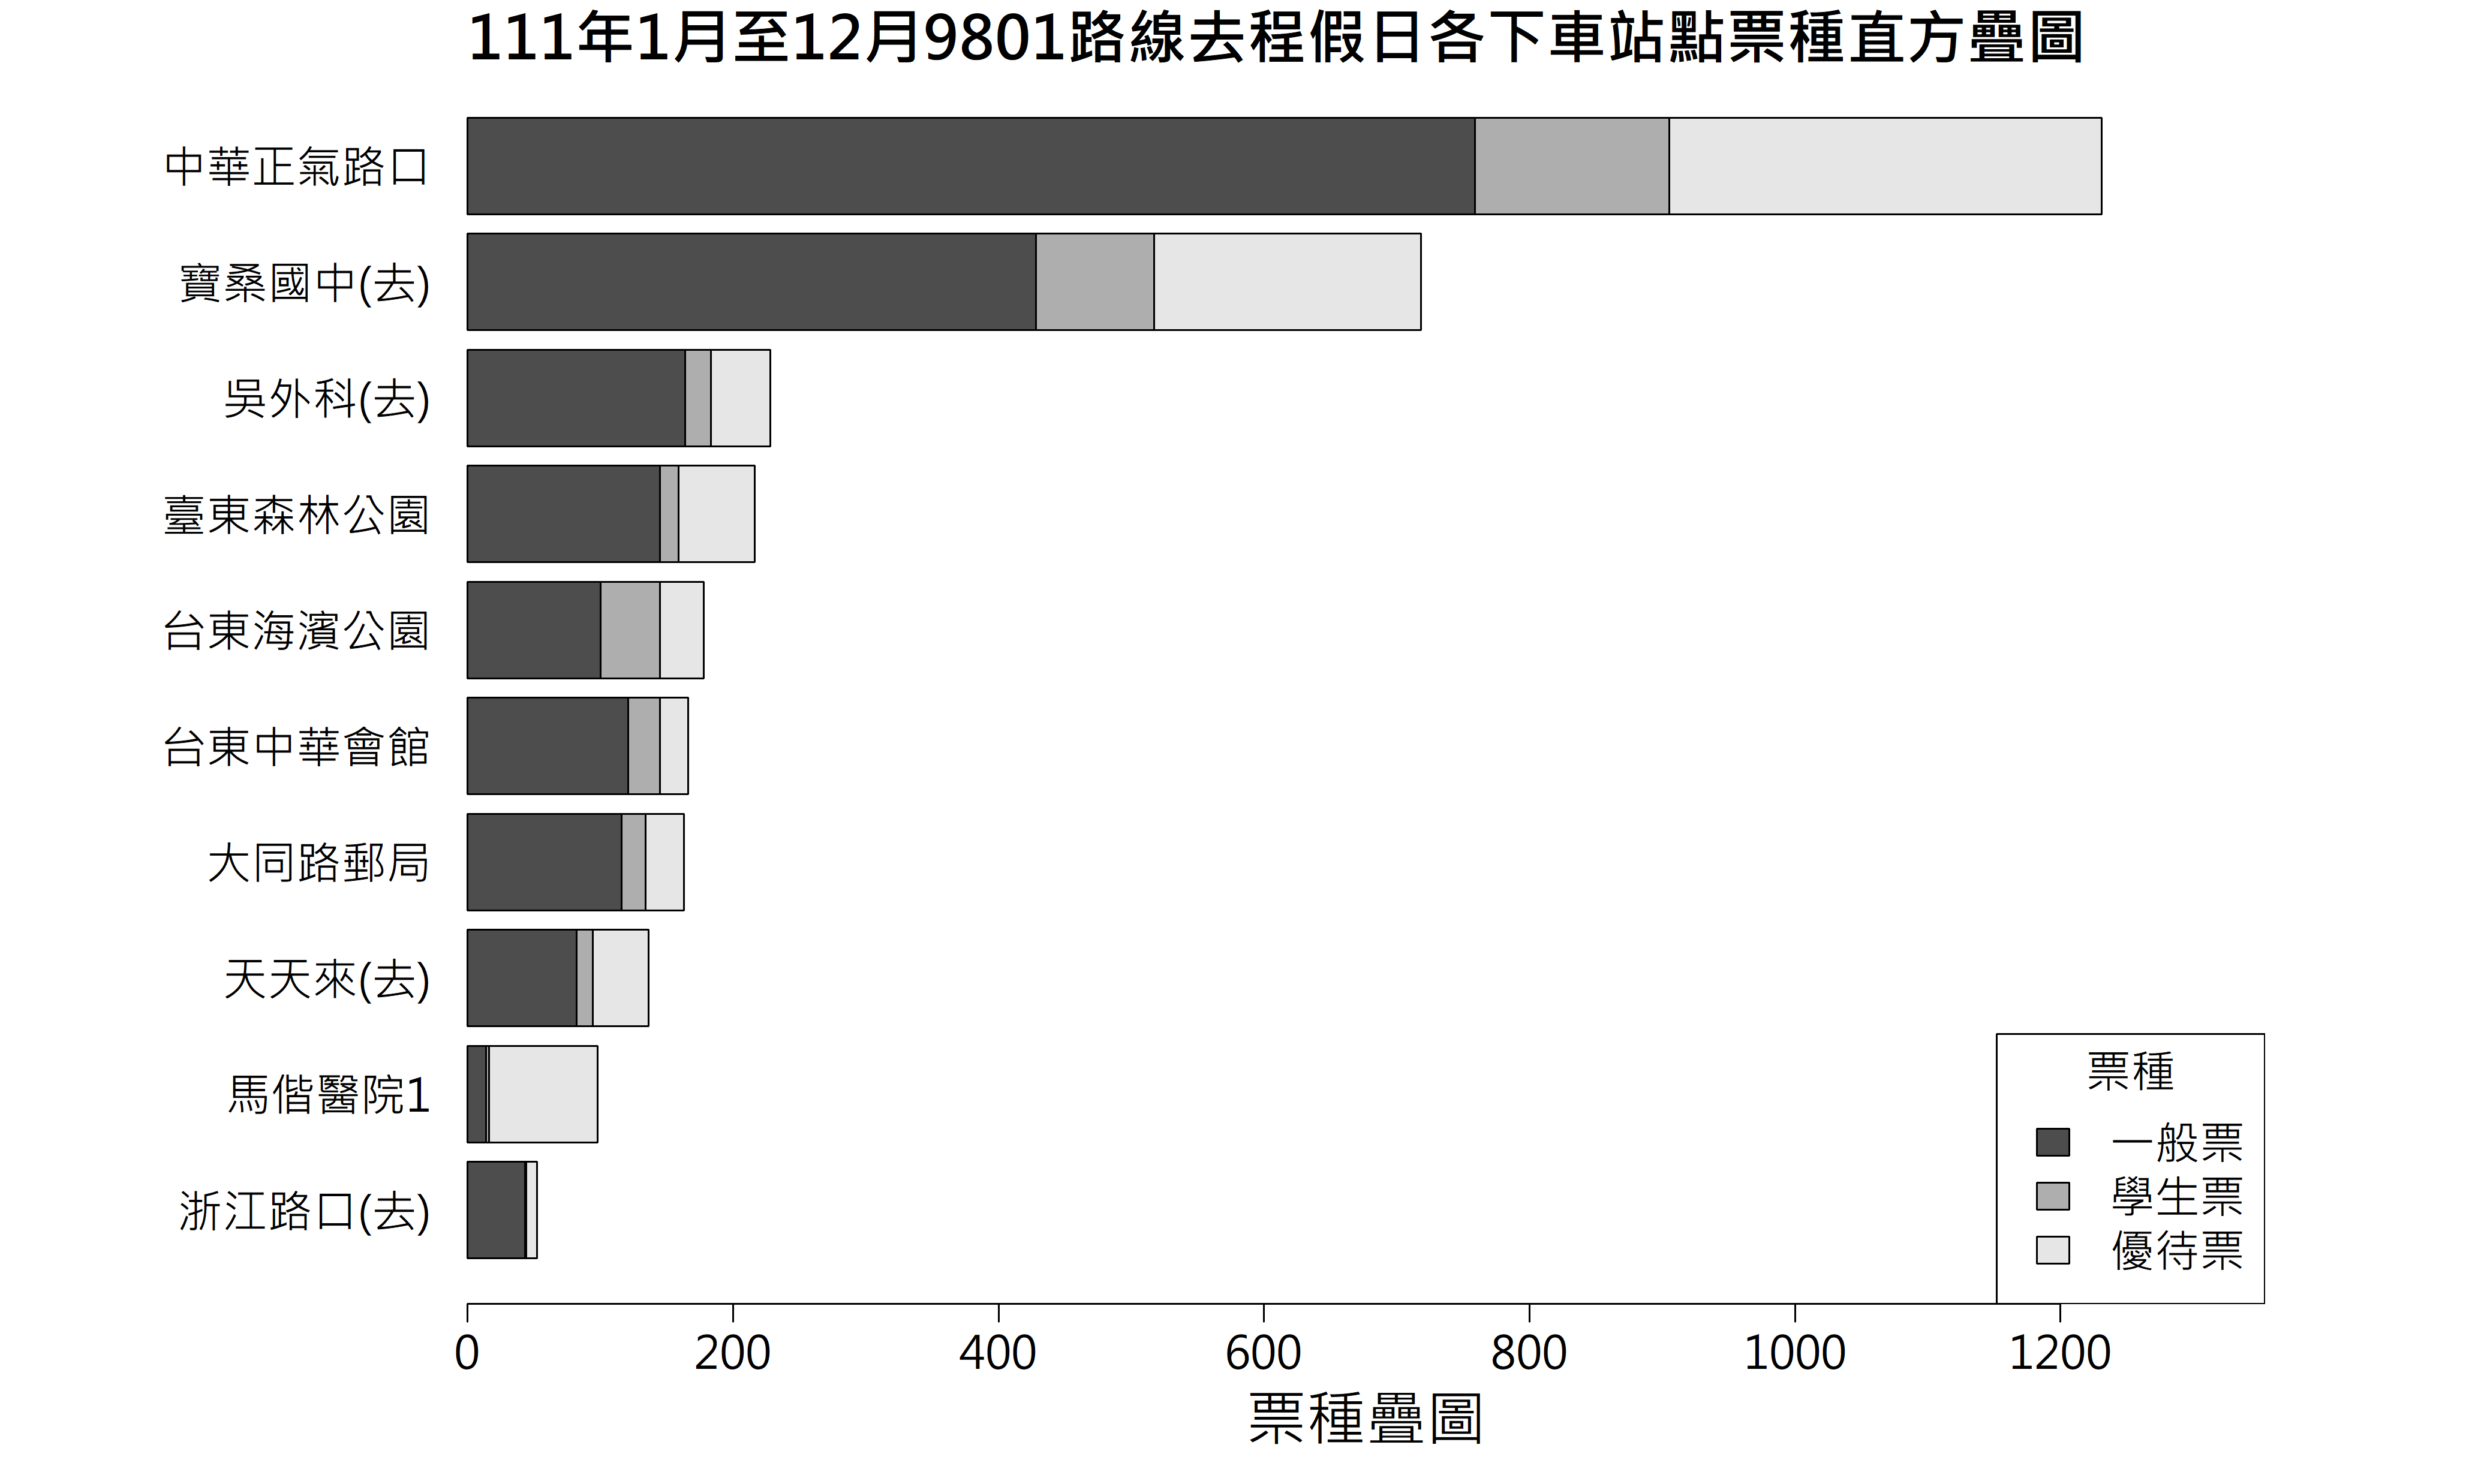 111年1月至12月9801路線去程假日各下車站點票種直方疊圖
中華正氣路口
寶桑國中(去)
吳外科(去)
臺東森林公園
台東海濱公園
台東中華會館
大同路郵局
天天來(去)
馬偕醫院1
浙江路口(去)
票種
一般票
學生票
優待票
0 200 400 600 800 1000 1200
票種疊圖